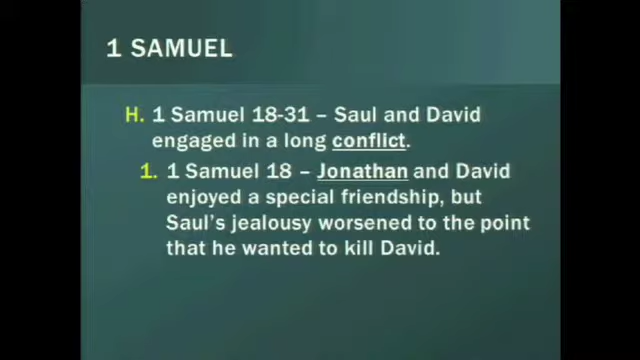 1 SAMUEL
H. 1 Samuel 18-31 – Saul and David
engaged in a long conflict.
1. 1 Samuel 18 – Jonathan and David
enjoyed a special friendship, but
Saul's jealousy worsened to the point
that he wanted to kill David.